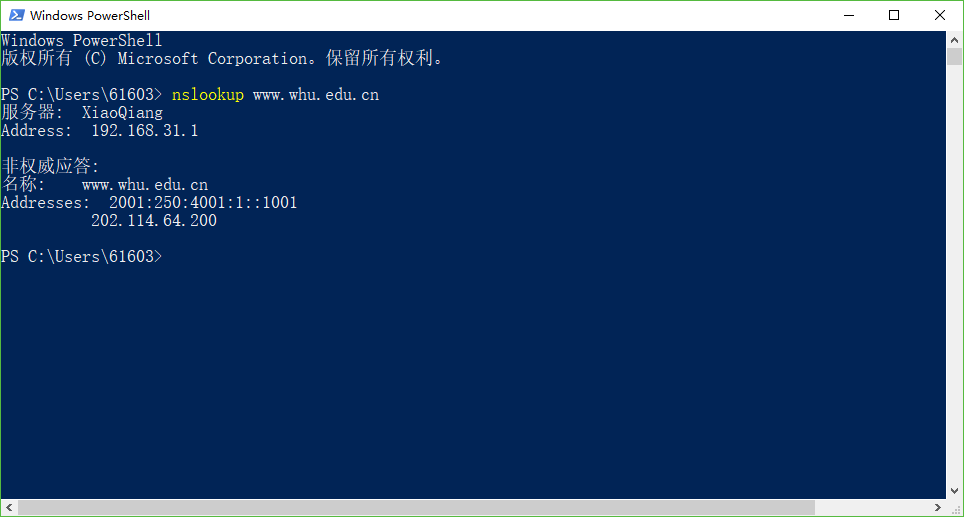 Windows PowerShell
Windows PowerShell
版权所有 (C) Microsoft Corporation。保留所有权利。
PS C:\Users\61603> nslookup www.whu.edu.cn
服务器:  XiaoQiang
Address:  192.168.31.1
非权威应答:
名称:    www.whu.edu.cn
Addresses:  2001:250:4001:1::1001
          202.114.64.200
PS C:\Users\61603>